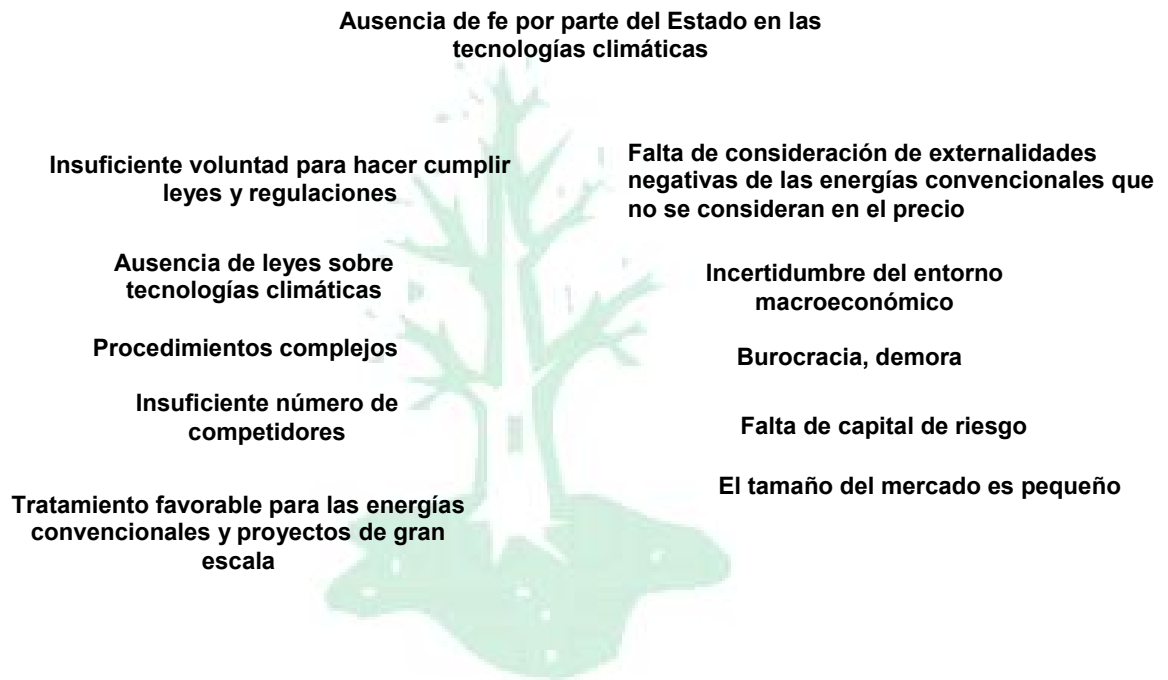 Ausencia de fe por parte del Estado en las
tecnologías climáticas
Insuficiente voluntad para hacer cumplir
leyes y regulaciones
Falta de consideración de externalidades
negativas de las energías convencionales que
no se consideran en el precio
Ausencia de leyes sobre
tecnologías climáticas
Incertidumbre del entorno
macroeconómico
Procedimientos complejos
Burocracia, demora
Insuficiente número de
competidores
Falta de capital de riesgo
Tratamiento favorable para las energías
convencionales y proyectos de gran
escala
El tamaño del mercado es pequeño